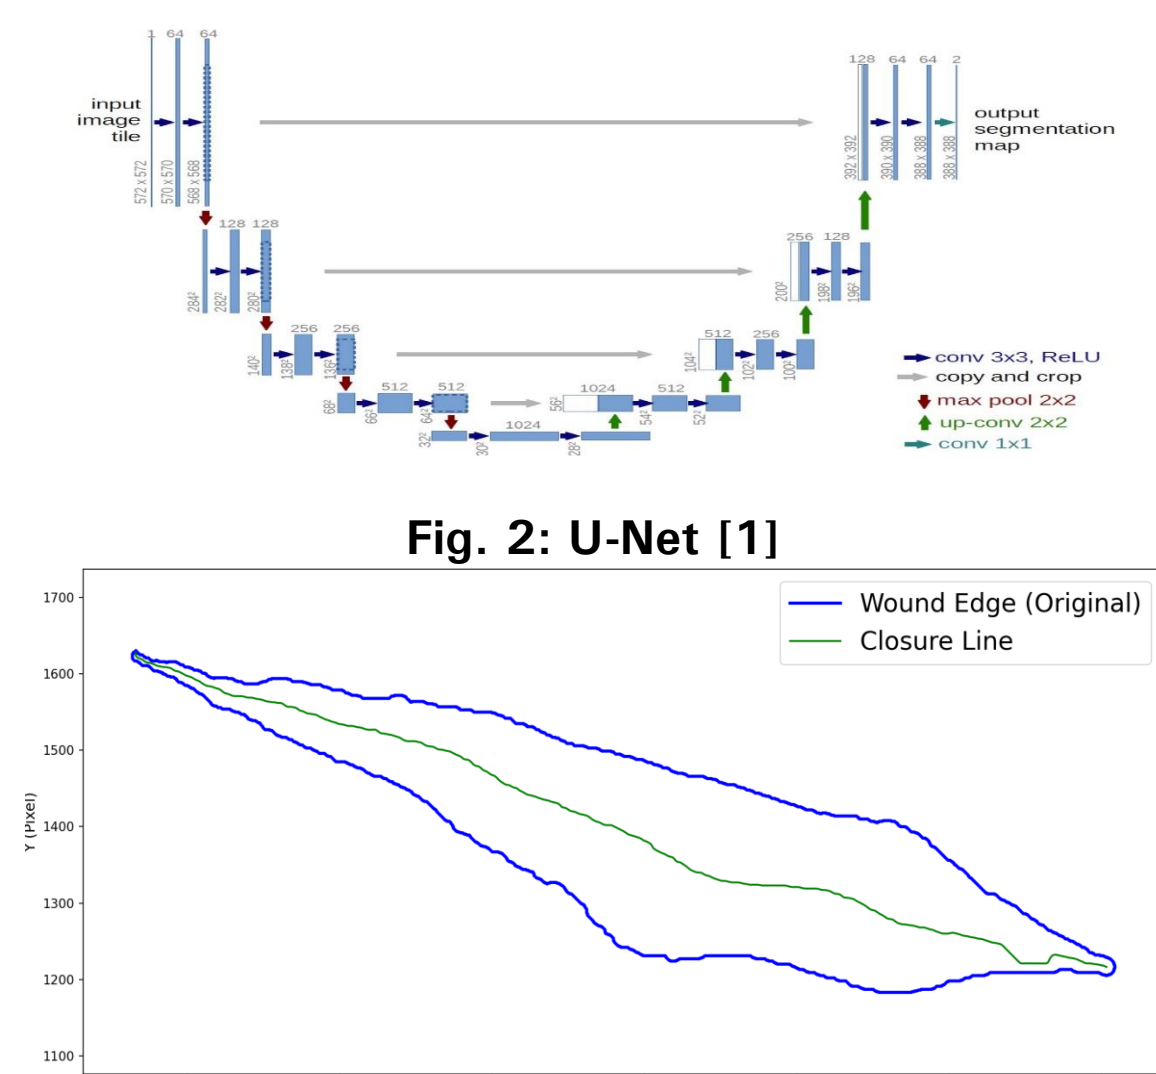 1 64 64
128 64 64 2
input
image
tile
output
segmentation
map
572 x 572
570 x 570
568 x 568
392 x 392
390 x 390
388 x 388
388 x 388
128 128
256 128
284²
282²
280²
200²
198²
196²
256 256
512 256
140²
138²
136²
104²
102²
100²
conv 3x3, ReLU
copy and crop
max pool 2x2
up-conv 2x2
conv 1x1
512 512
1024 512
68²
66²
64²
56²
54²
52²
1024
32²
30²
28²
Fig. 2: U-Net [1]
Wound Edge (Original)
Closure Line
Y (Pixel)
1700
1600
1500
1400
1300
1200
1100